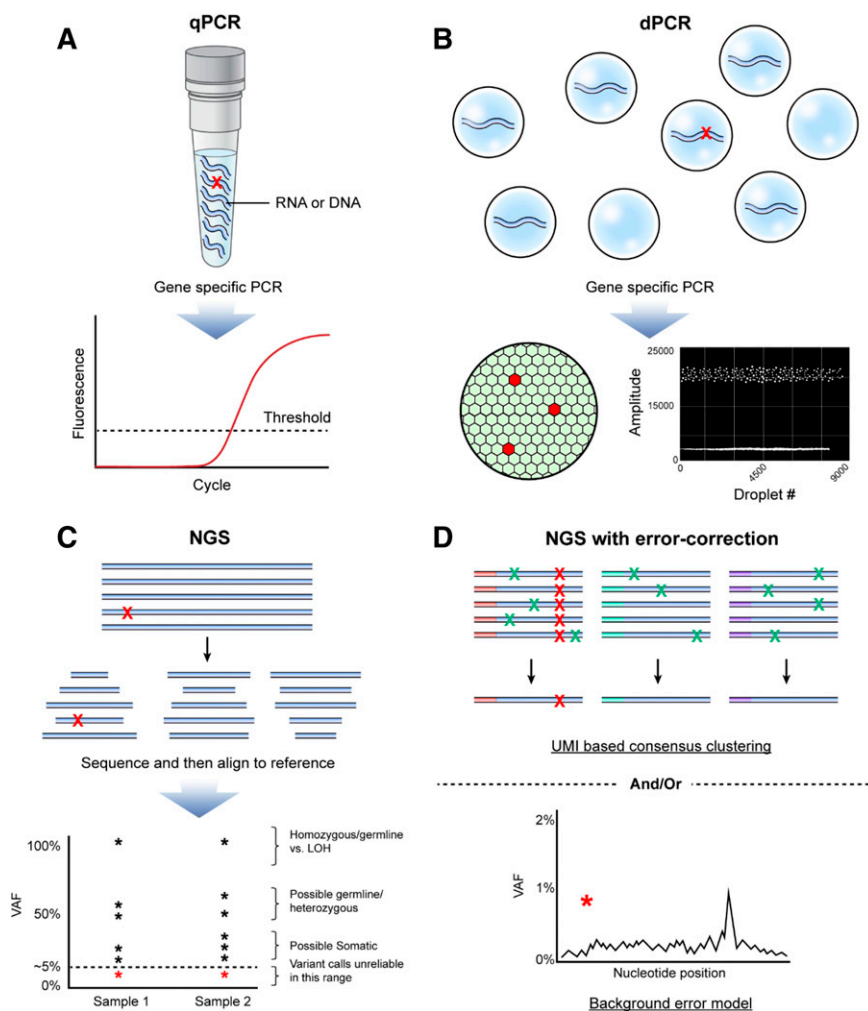 A
qPCR
RNA or DNA
Gene specific PCR
Fluorescence
Threshold
Cycle
B
dPCR
Gene specific PCR
Amplitude
25000
15000
0
0
4500
9000
Droplet #
C
NGS
Sequence and then align to reference
VAF
100%
50%
~5%
0%
Homozygous/germline
vs. LOH
Possible germline/
heterozygous
Possible Somatic
Variant calls unreliable
in this range
Sample 1
Sample 2
D
NGS with error-correction
UMI based consensus clustering
And/Or
VAF
2%
1%
0%
Nucleotide position
Background error model